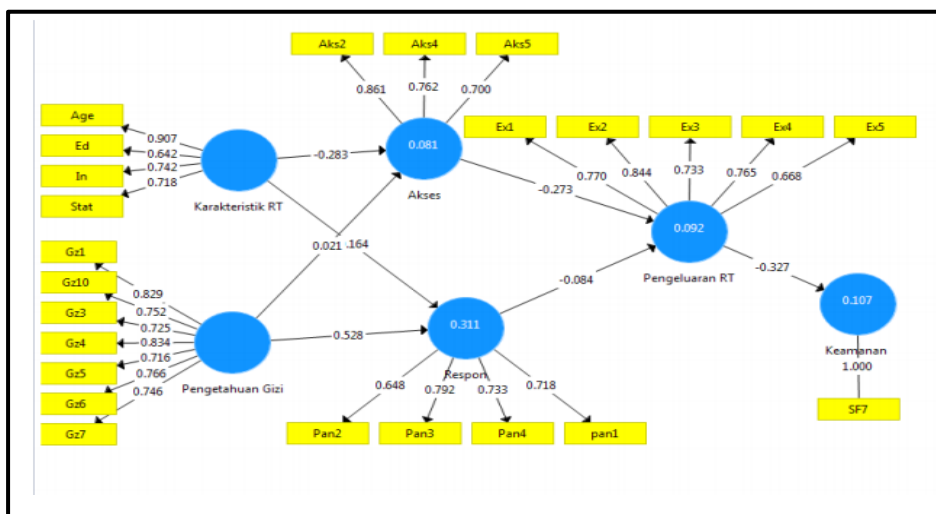 Aks2 Aks4 Aks5
0.861 0.762 0.700
Age
Ed
In
Stat
0.907
0.642
0.742
0.718
Karakteristik RT
-0.283
0.081
Akses
Ex1 Ex2 Ex3 Ex4 Ex5
0.770 0.844 0.733 0.765 0.668
-0.273
0.092
Pengeluaran RT
0.021 .164
-0.084
-0.327
0.107
Keamanan
1.000
SF7
Gz1
Gz10
Gz3
Gz4
Gz5
Gz6
Gz7
0.829
0.752
0.725
0.834
0.716
0.766
0.746
Pengetahuan Gizi
0.528
0.311
Respon
0.648 0.792 0.733 0.718
Pan2 Pan3 Pan4 pan1